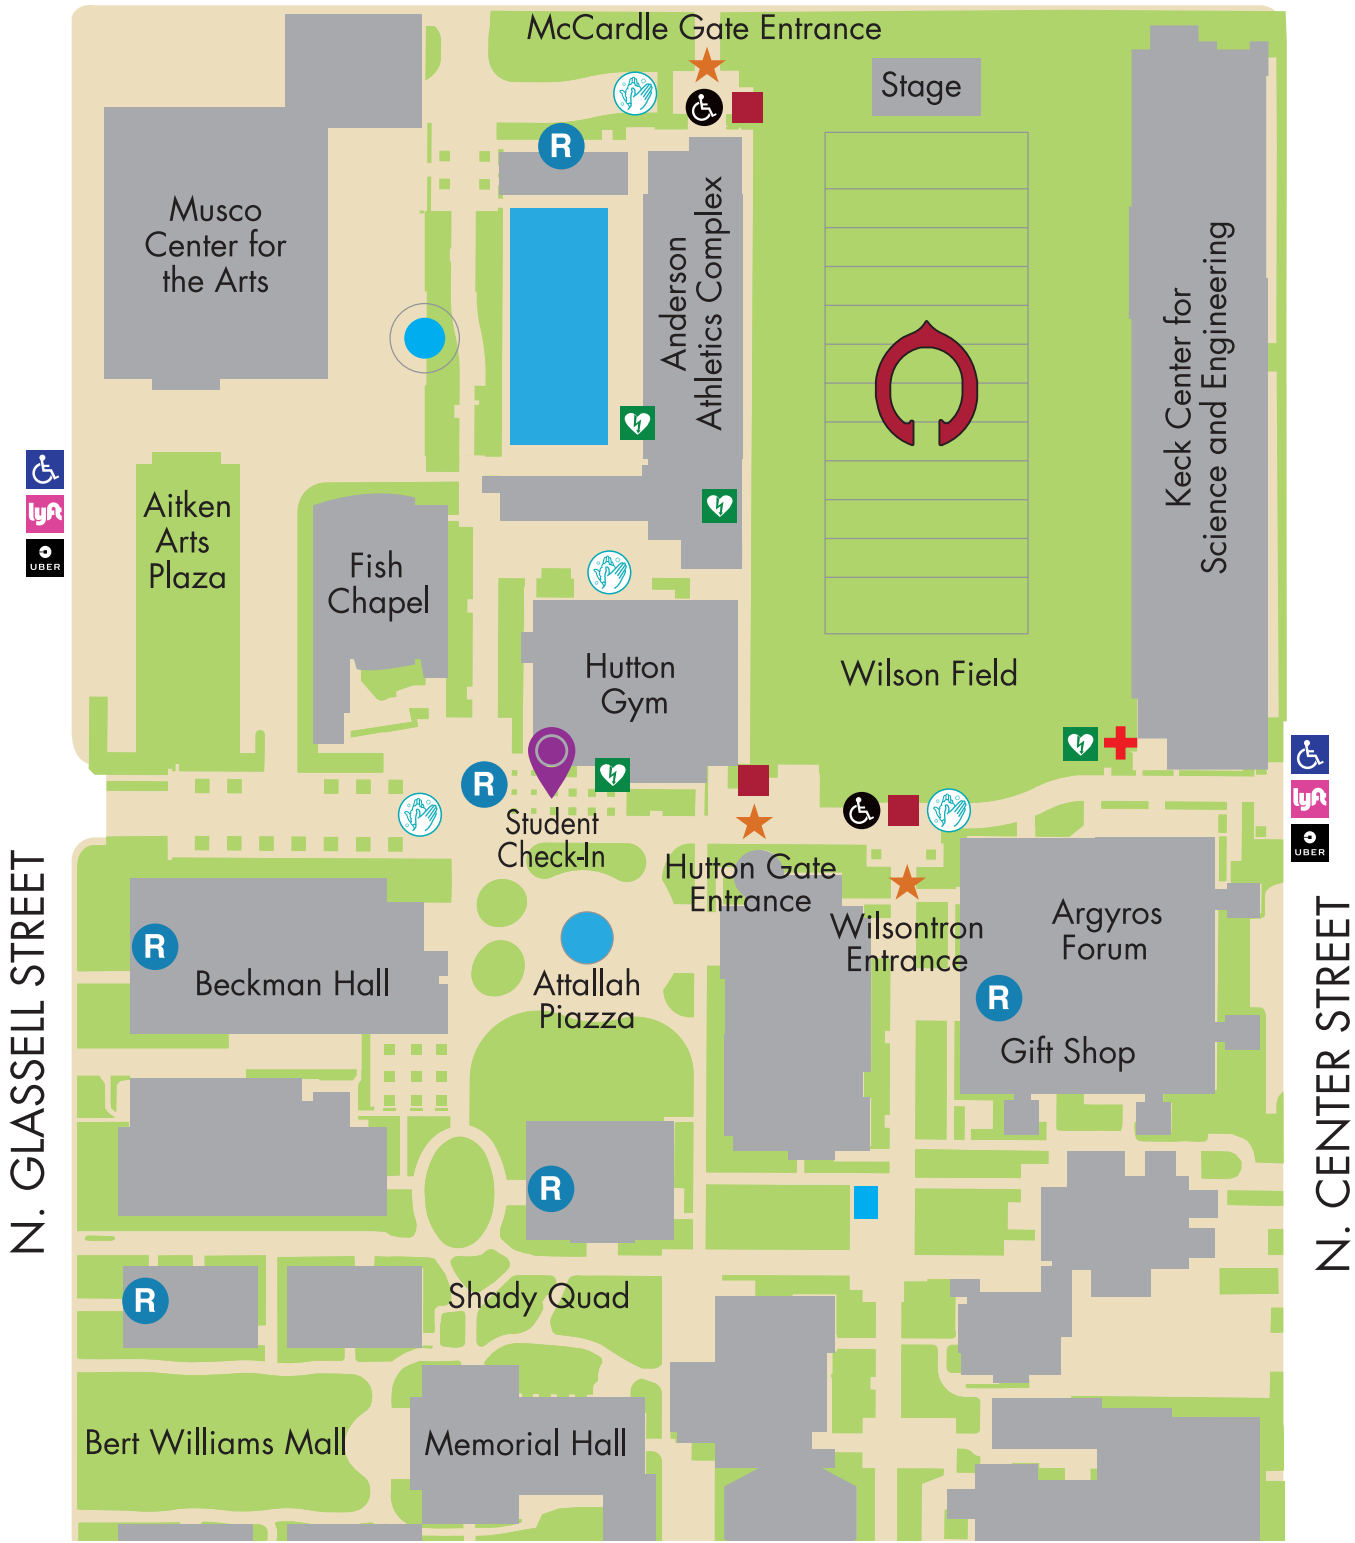 McCardle Gate Entrance
Stage
R
Musco
Center for
the Arts
Anderson
Athletics Complex
Keck Center for
Science and Engineering
lyft
UBER
Aitken
Arts
Plaza
Fish
Chapel
Hutton
Gym
Wilson Field
R
Student
Check-In
lyft
UBER
Hutton Gate
Entrance
Wilsontron
Entrance
Argyros
Forum
R
Gift Shop
R
Beckman Hall
Attallah
Piazza
N. GLASSELL STREET
N. CENTER STREET
R
R
Shady Quad
Bert Williams Mall
Memorial Hall